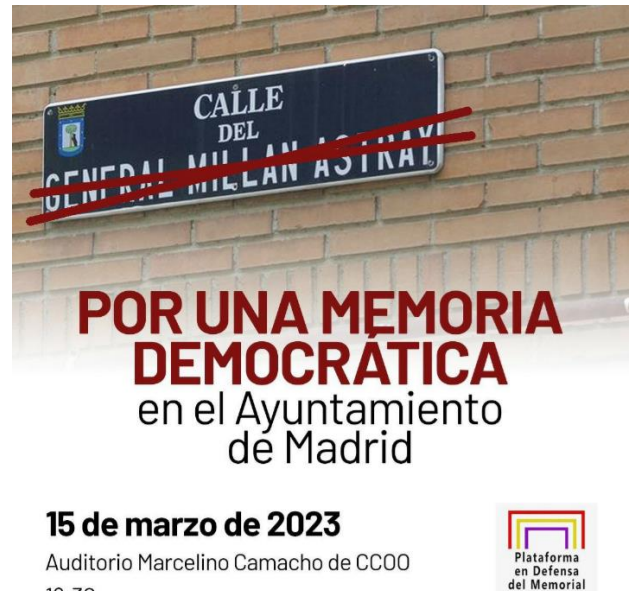 CALLE
DEL
GENERAL MILLAN ASTRAY
POR UNA MEMORIA
DEMOCRÁTICA
en el Ayuntamiento
de Madrid
15 de marzo de 2023
Auditorio Marcelino Camacho de CCOO
Plataforma
en Defensa
del Memorial